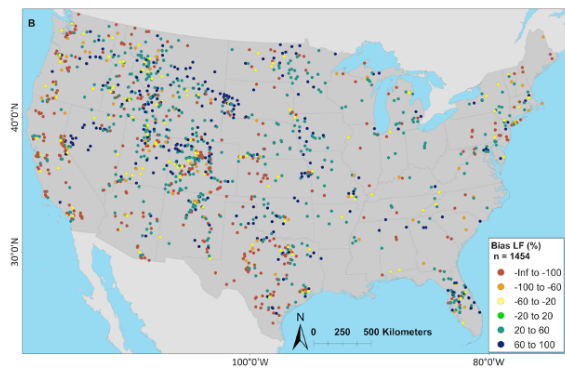 B
40°0'N
30°0'N
Bias LF (%)
n = 1454
-Inf to -100
-100 to -60
-60 to -20
-20 to 20
20 to 60
60 to 100
N
0 250 500 Kilometers
100°0'W
80°0'W